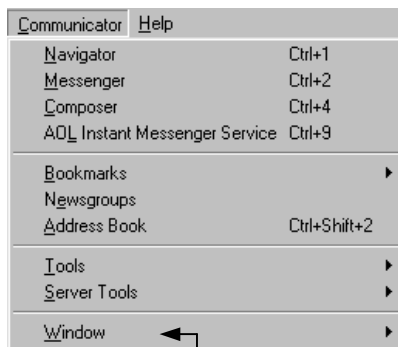 Communicator Help
Navigator Ctrl+1
Messenger Ctrl+2
Composer Ctrl+4
AOL Instant Messenger Service Ctrl+9
Bookmarks
Newsgroups
Address Book Ctrl+Shift+2
Tools
Server Tools
Window